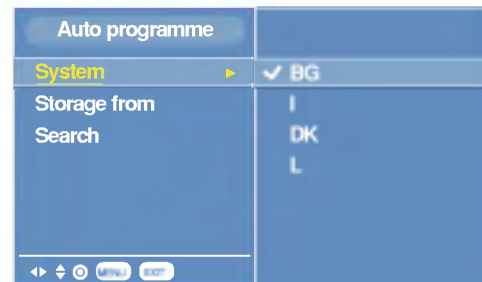 Auto programme
System
BG
Storage from
I
Search
DK
L
MENU EXIT